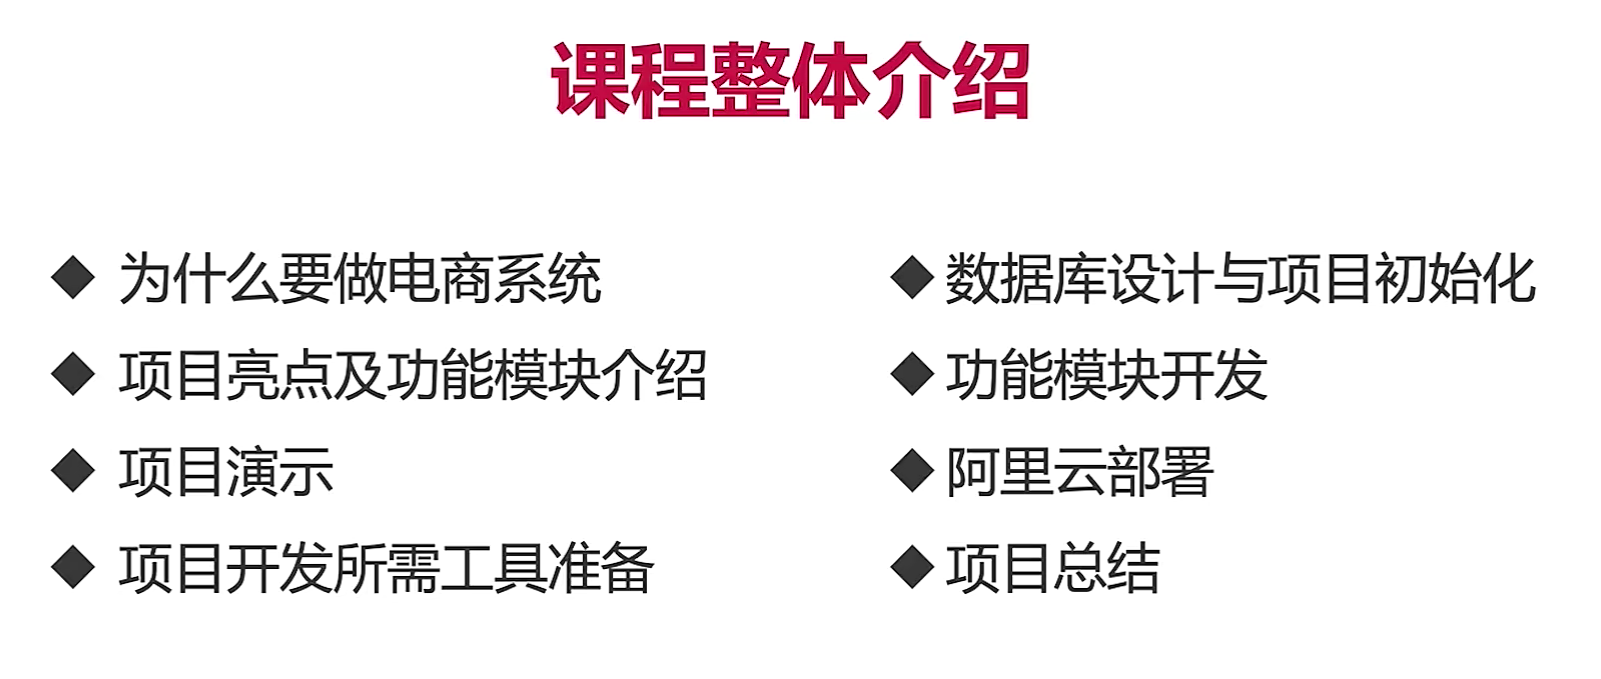 课程整体介绍
◆ 为什么要做电商系统
◆ 项目亮点及功能模块介绍
◆ 项目演示
◆ 项目开发所需工具准备
◆ 数据库设计与项目初始化
◆ 功能模块开发
◆ 阿里云部署
◆ 项目总结